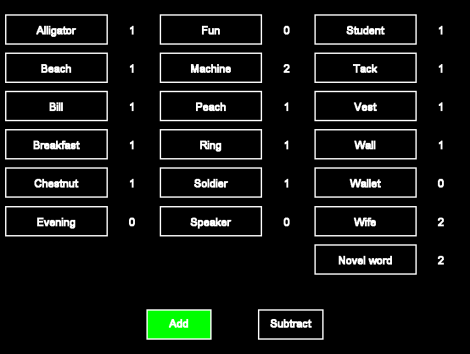 Alligator 1 Fun 0 Student 1
Beach 1 Machine 2 Tack 1
Bill 1 Peach 1 Vest 1
Breakfast 1 Ring 1 Wall 1
Chestnut 1 Soldier 1 Wallet 0
Evening 0 Speaker 0 Wife 2
Novel word 2
Add Subtract